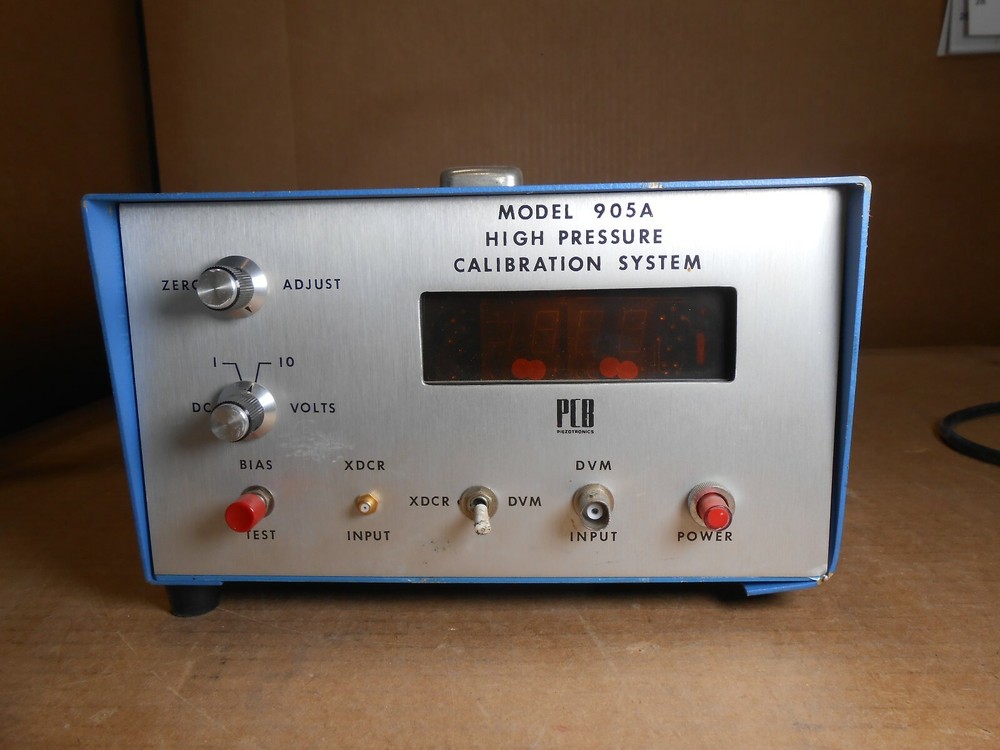 MODEL 905A
HIGH PRESSURE
CALIBRATION SYSTEM
ZERO ADJUST
1 10
DC VOLTS
PCB
PIEZOTRONICS
BIAS XDCR DVM
XDCR DVM
TEST INPUT INPUT POWER